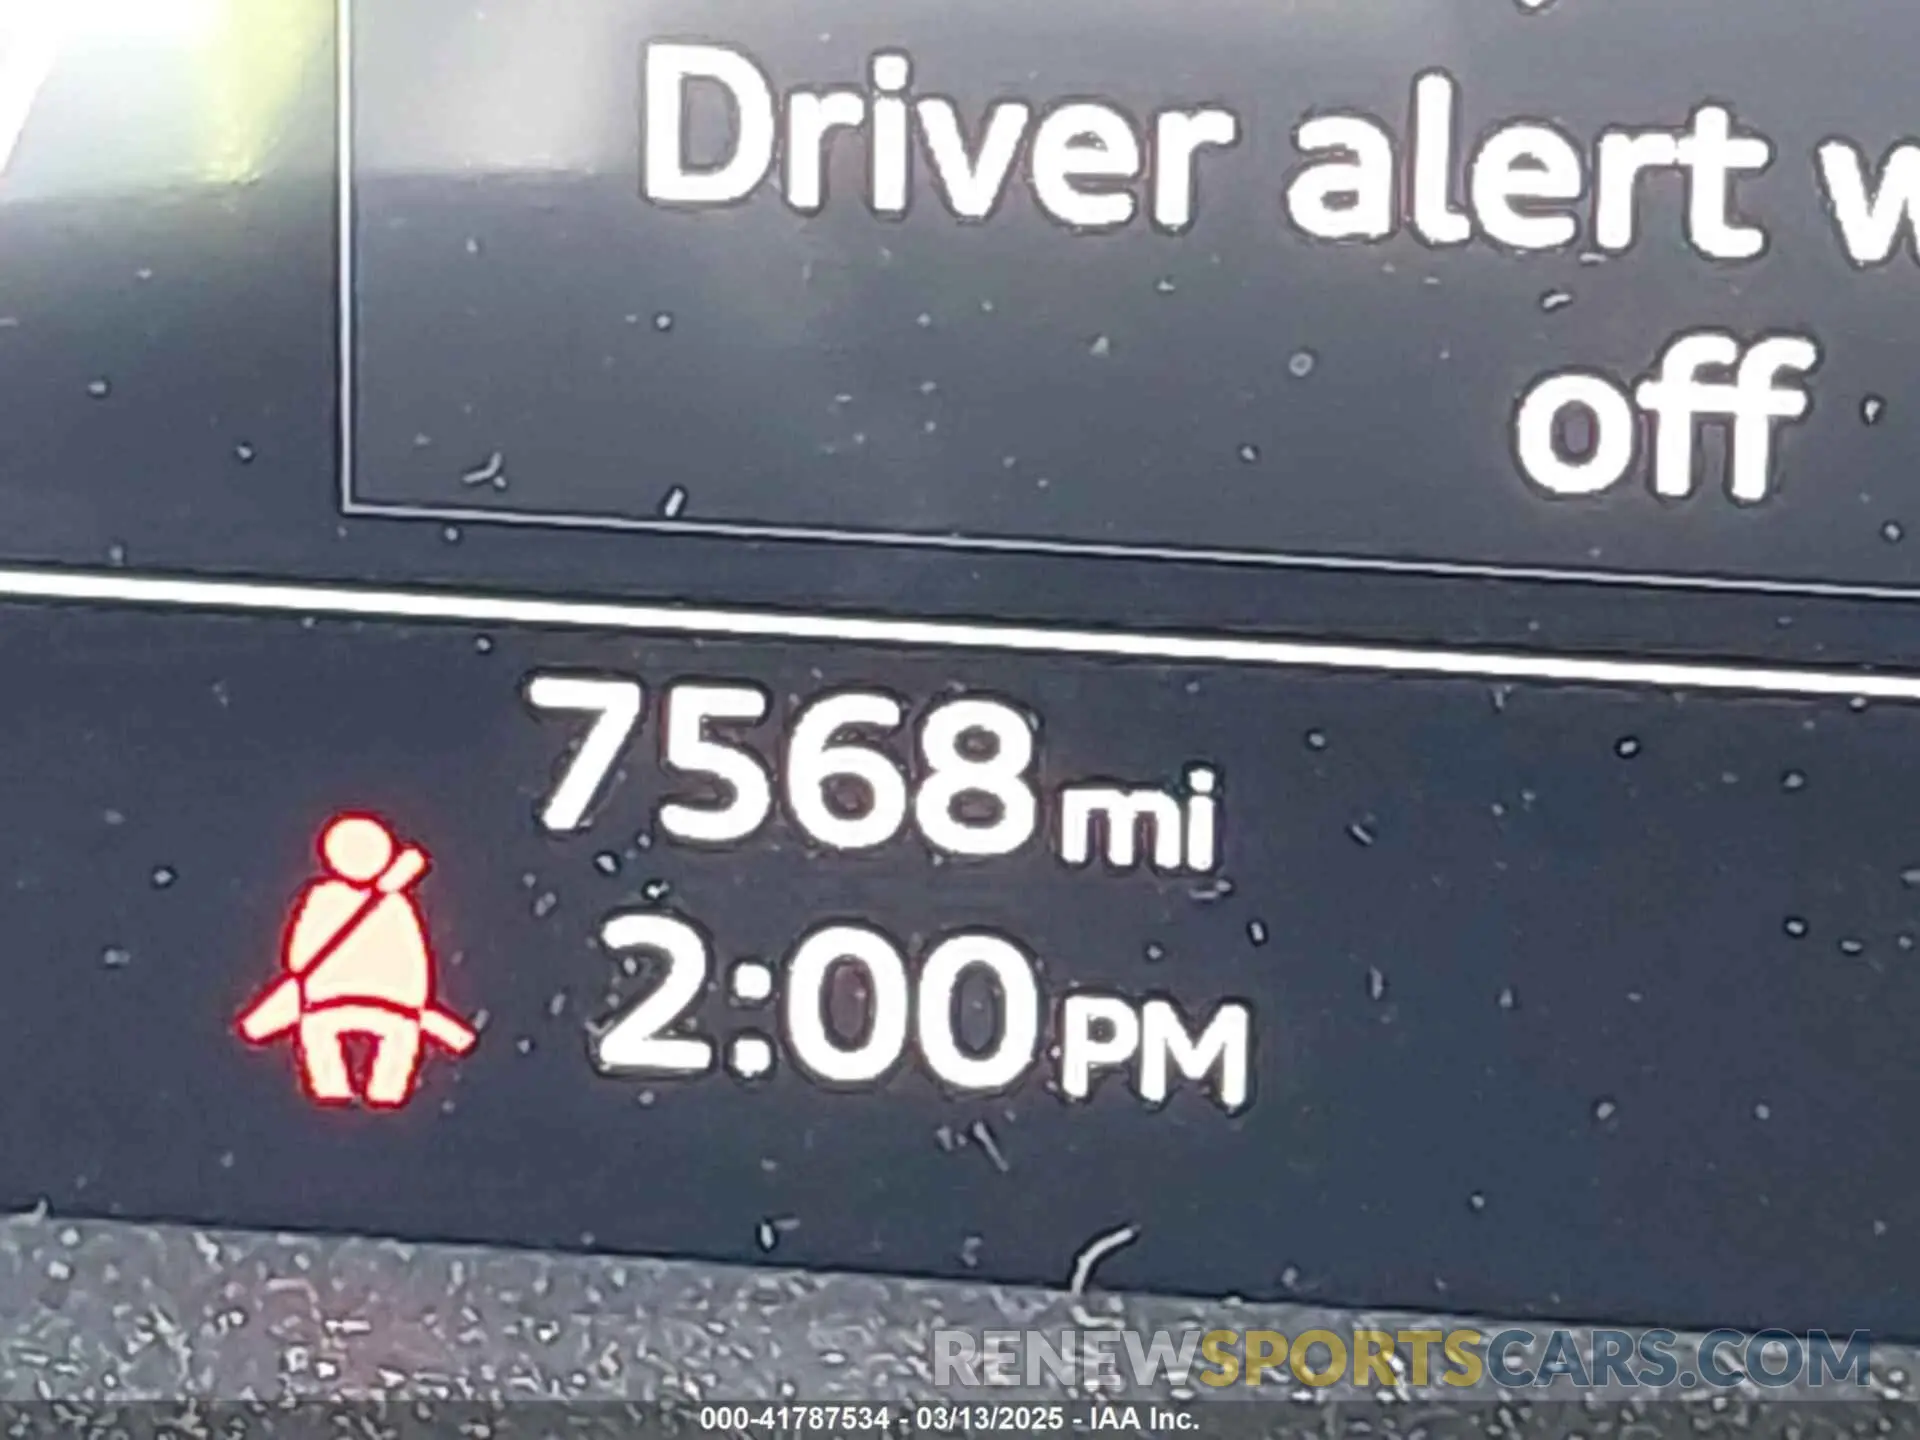 Driver alert
off
7568 mi
2:00 PM
RENEWSPORTSCARS.COM
000-41787534 - 03/13/2025 - IAA Inc.